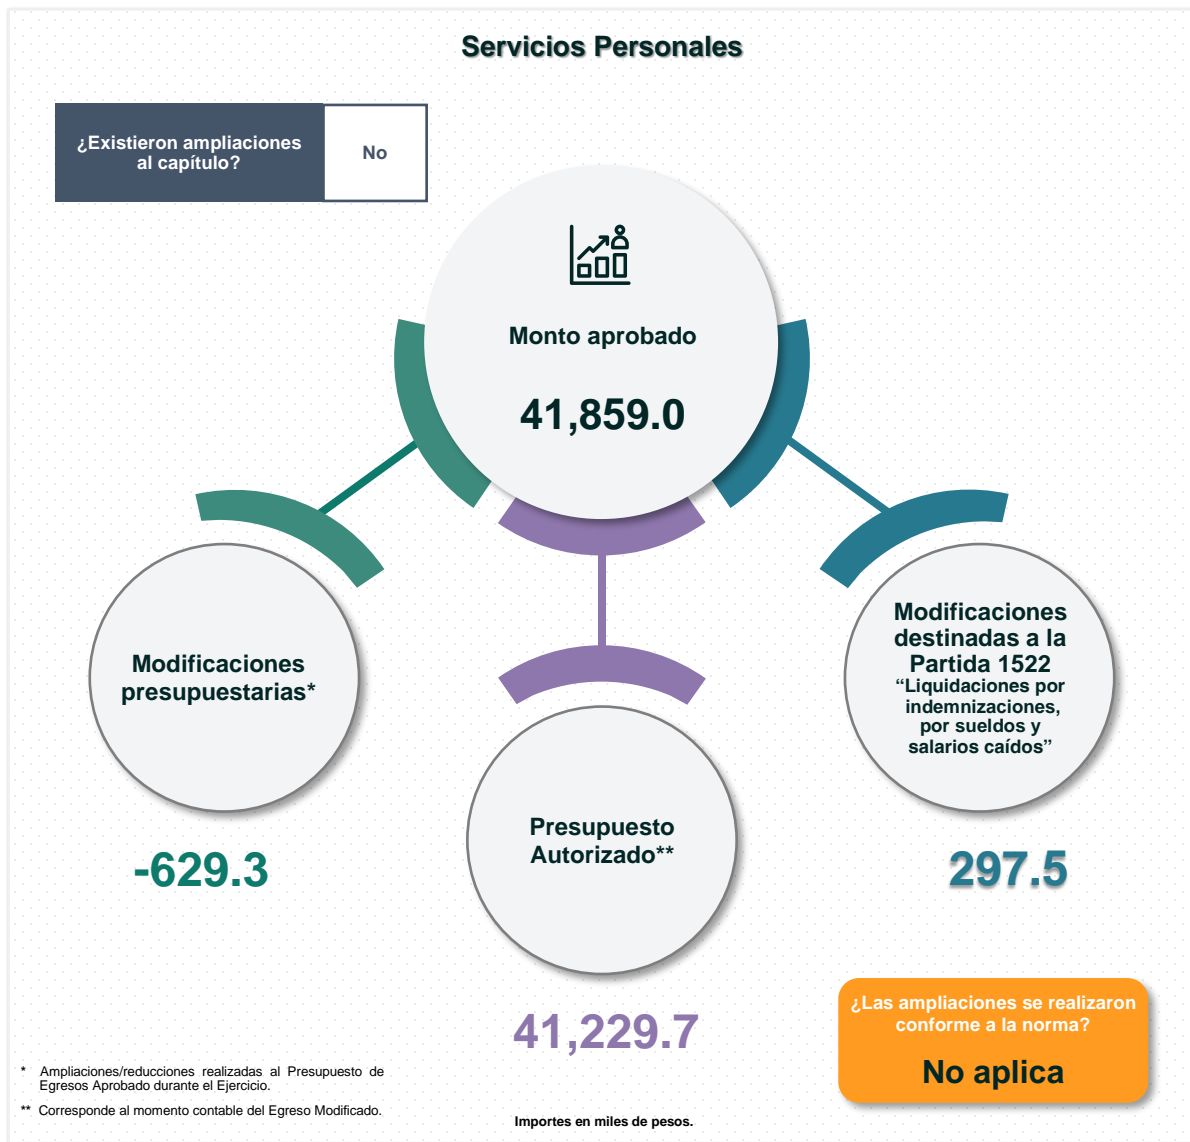 Servicios Personales
¿Existieron ampliaciones
al capítulo?
No
Monto aprobado
41,859.0
Modificaciones
presupuestarias*
-629.3
Presupuesto
Autorizado**
41,229.7
Modificaciones
destinadas a la
Partida 1522
“Liquidaciones por
indemnizaciones,
por sueldos y
salarios caídos”
297.5
¿Las ampliaciones se realizaron
conforme a la norma?
No aplica
* Ampliaciones/reducciones realizadas al Presupuesto de
Egresos Aprobado durante el Ejercicio.
** Corresponde al momento contable del Egreso Modificado.
Importes en miles de pesos.